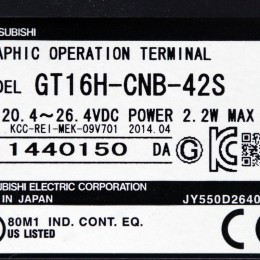 SUBISHI
APHIC OPERATION TERMINAL
DEL GT16H-CNB-42S
20.4~26.4VDC POWER 2.2W MAX
KCC-REI-MEK-09V701 2014.04
1440150 DA
UBISHI ELECTRIC CORPORATION
IN JAPAN JY550D2640
80M1 IND. CONT. EQ.
US LISTED